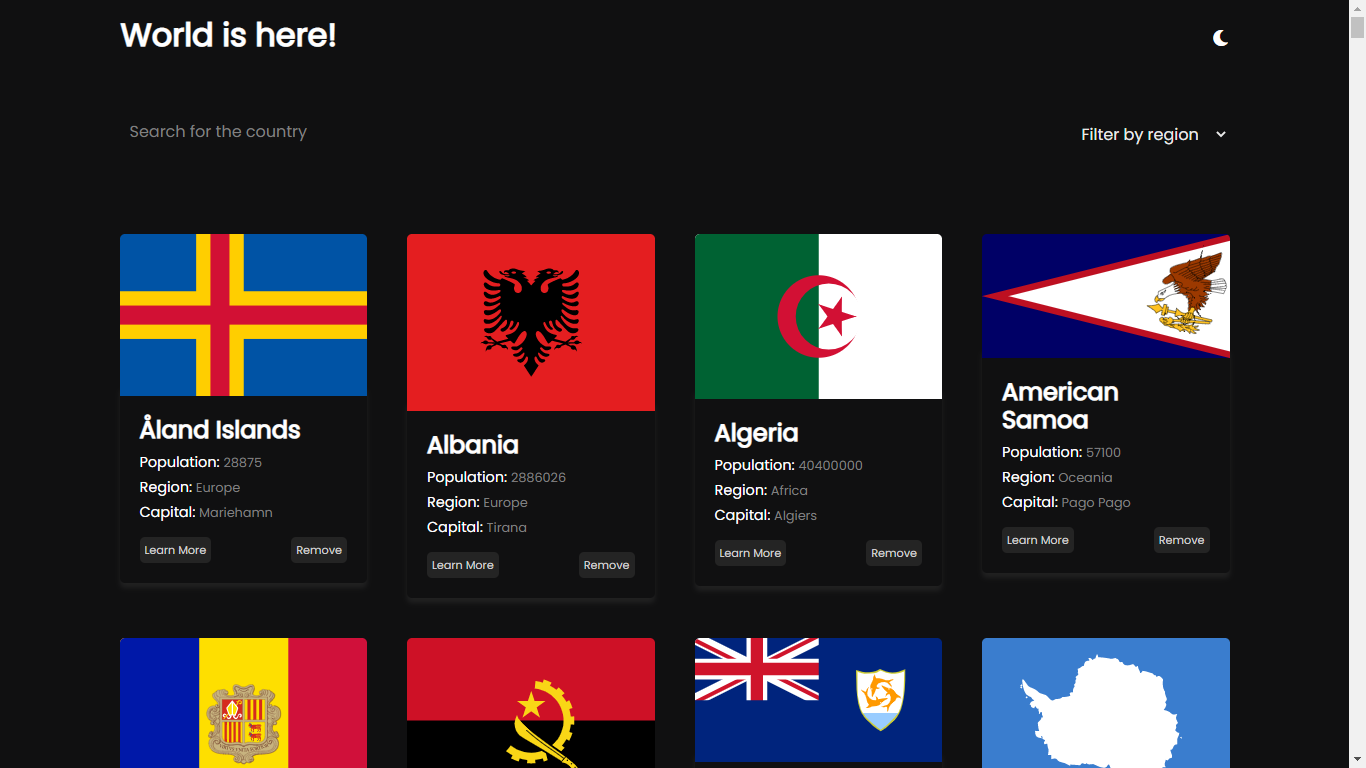 World is here!
Search for the country
Filter by region
Åland Islands
Population: 28875
Region: Europe
Capital: Mariehamn
Learn More
Remove
Albania
Population: 2886026
Region: Europe
Capital: Tirana
Learn More
Remove
Algeria
Population: 40400000
Region: Africa
Capital: Algiers
Learn More
Remove
American
Samoa
Population: 57100
Region: Oceania
Capital: Pago Pago
Learn More
Remove